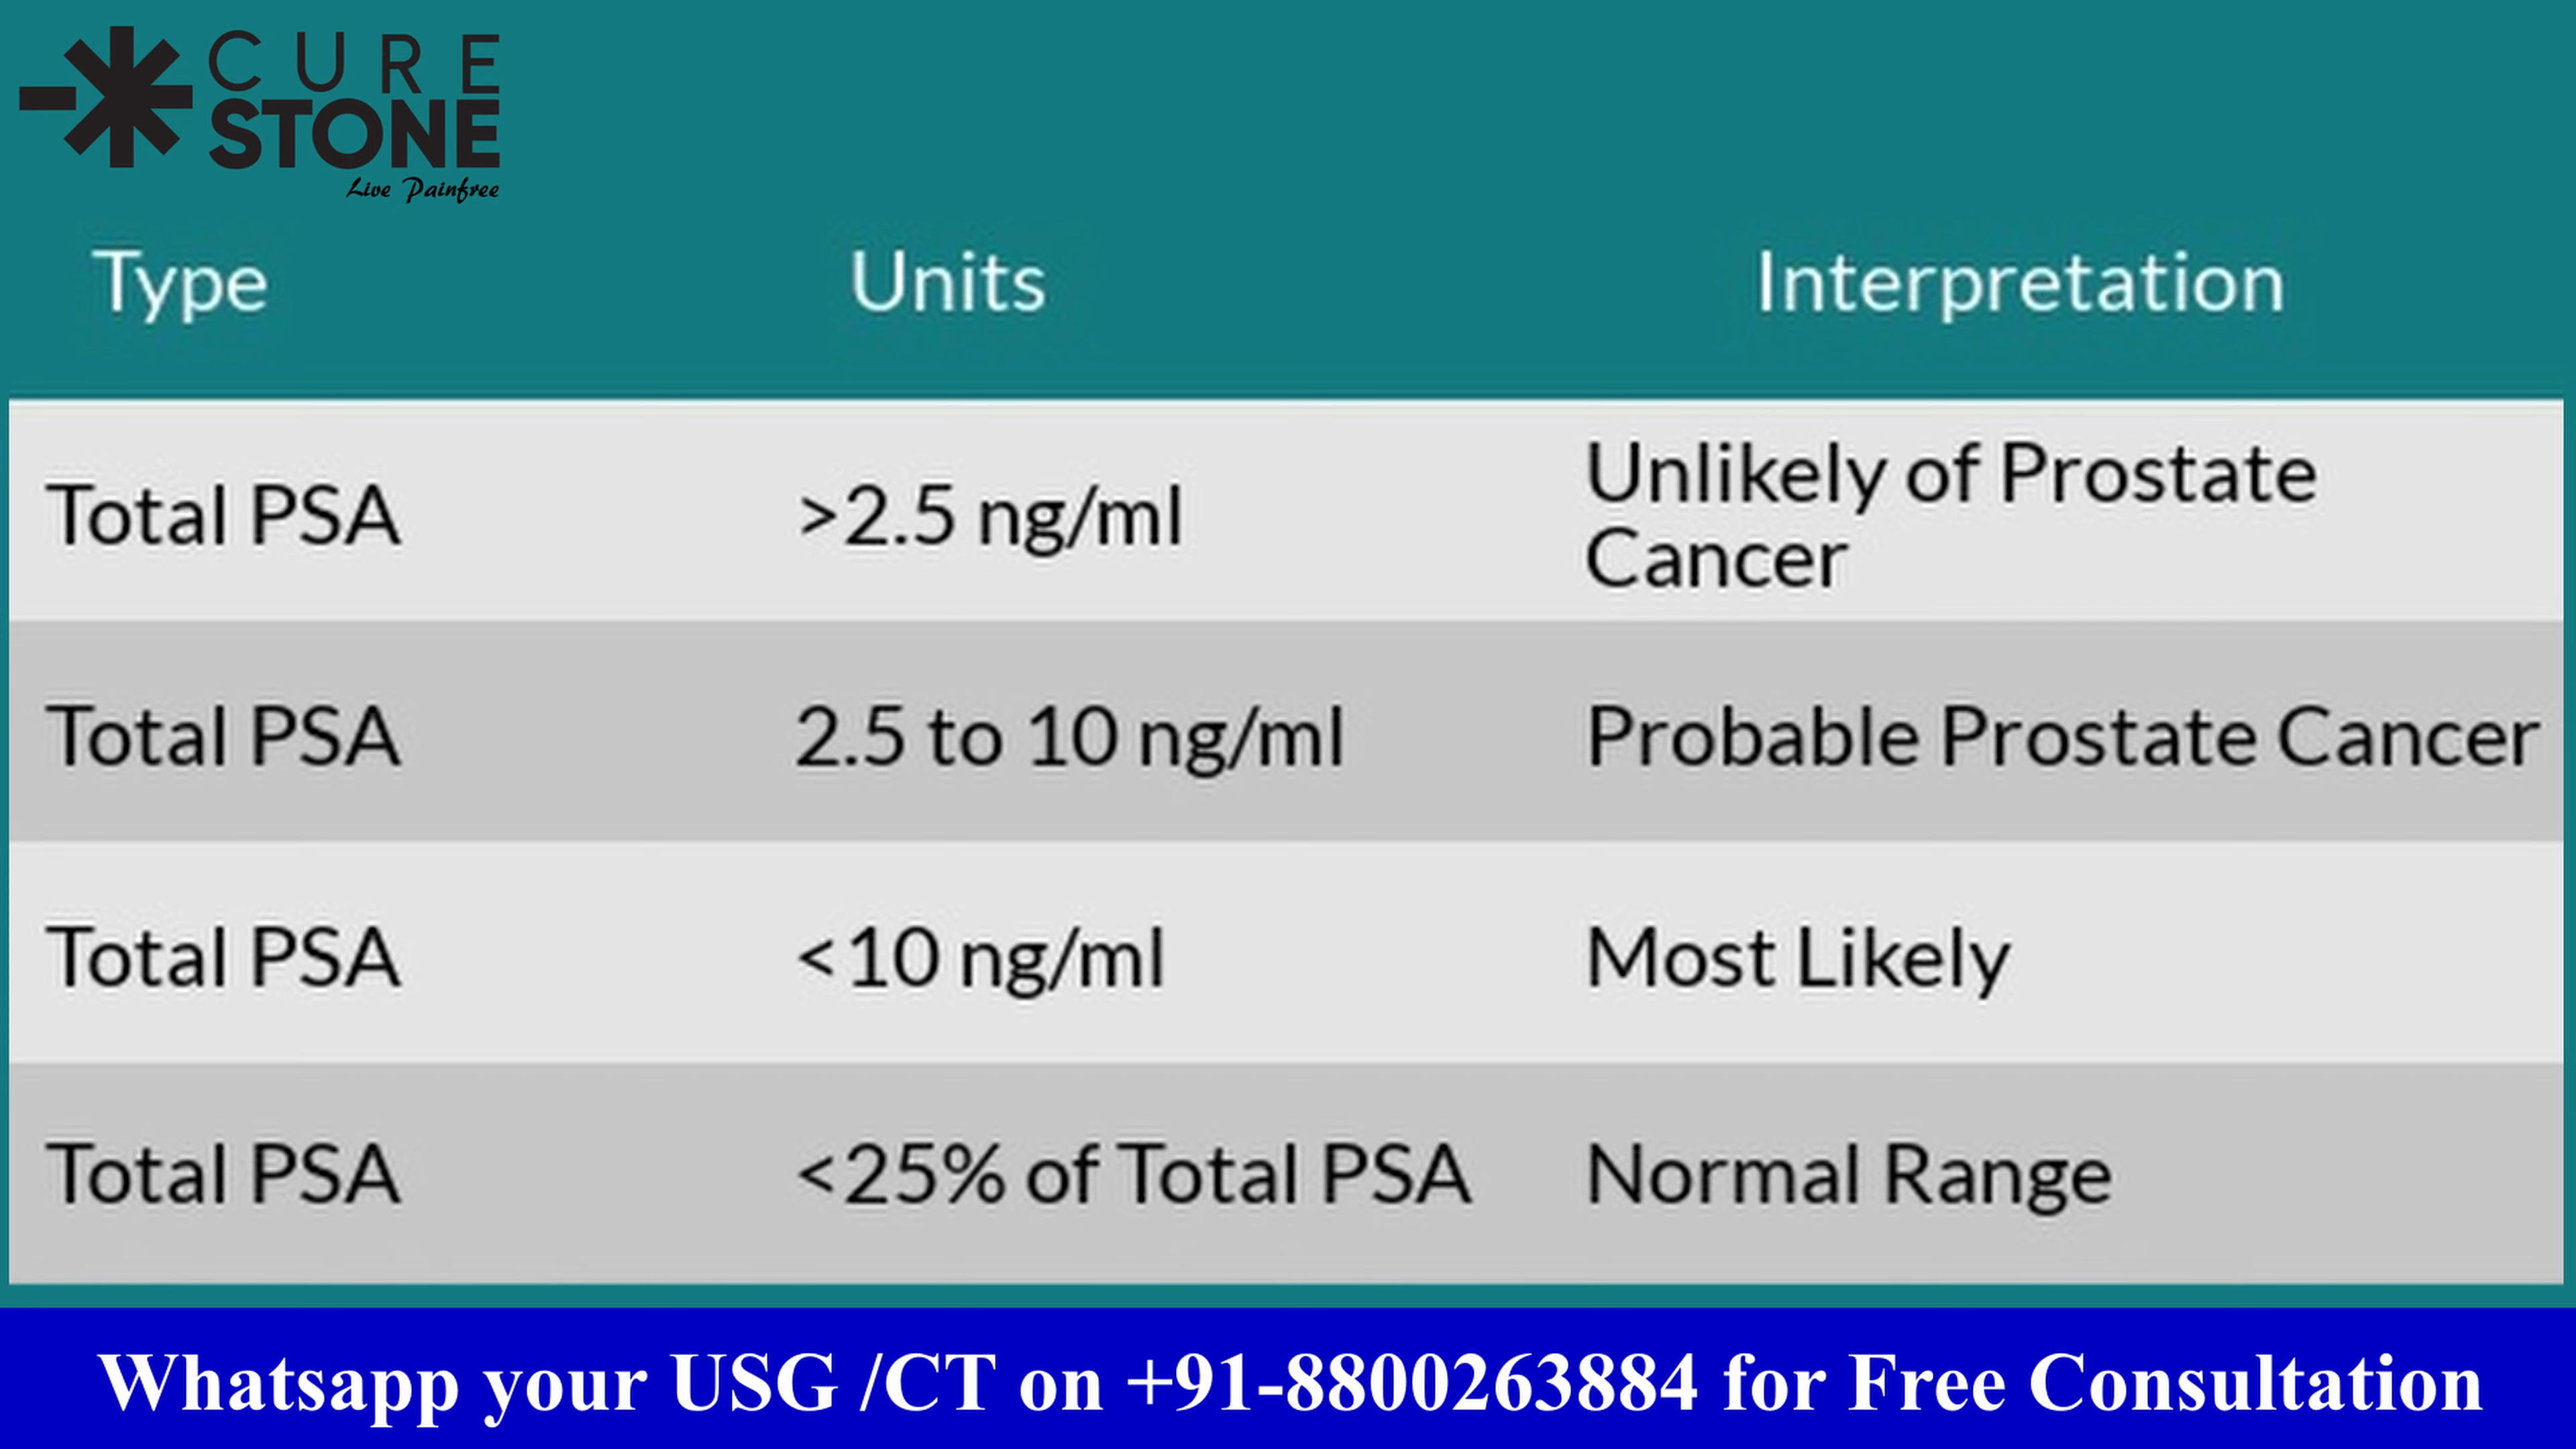 CURE
STONE
Live Painfree
Type Units Interpretation
Total PSA >2.5 ng/ml Unlikely of Prostate
Cancer
Total PSA 2.5 to 10 ng/ml Probable Prostate Cancer
Total PSA <10 ng/ml Most Likely
Total PSA <25% of Total PSA Normal Range
Whatsapp your USG /CT on +91-8800263884 for Free Consultation